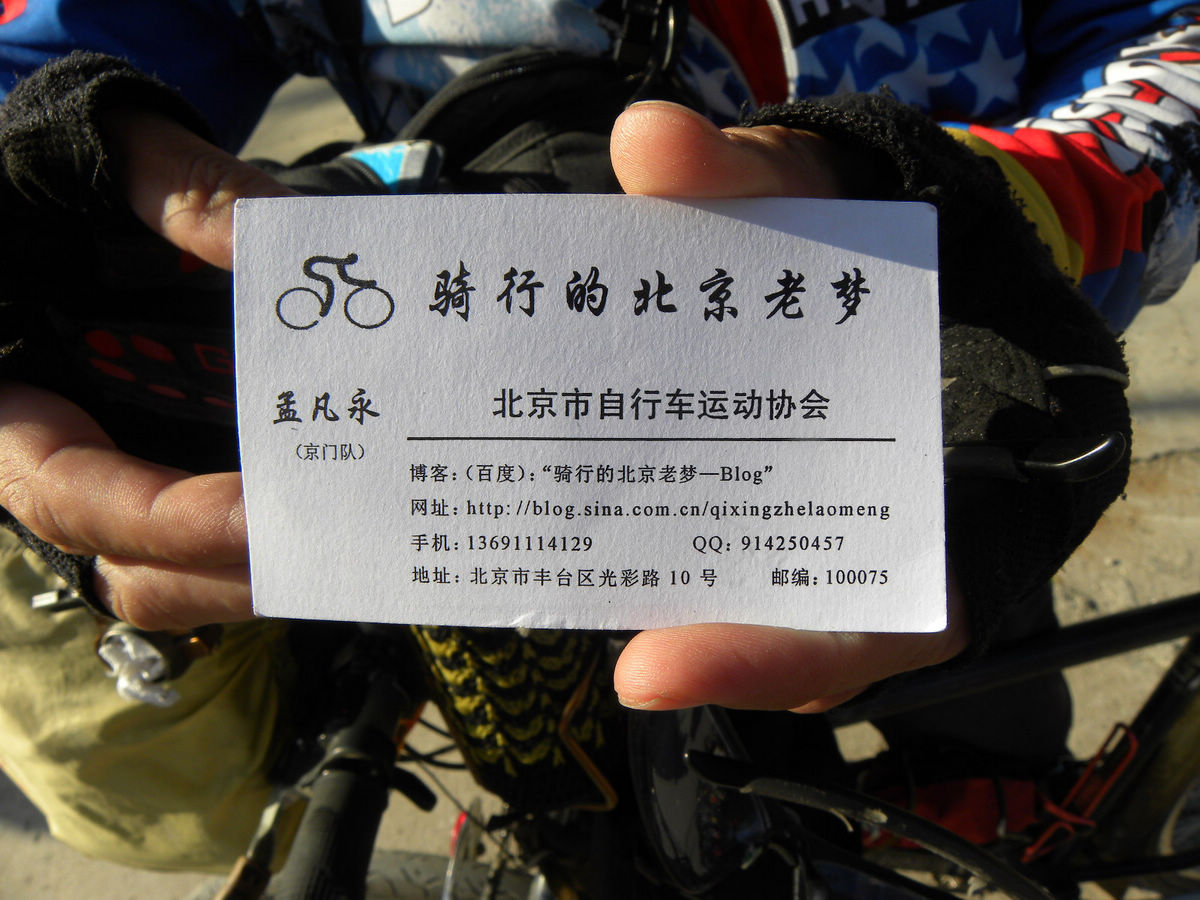 骑行的北京老梦
孟凡永
(京门队)
北京市自行车运动协会
博客:(百度):“骑行的北京老梦—Blog”
网址: http://blog.sina.com.cn/qixingzhelaomeng
手机: 13691114129 QQ: 914250457
地址: 北京市丰台区光彩路 10 号 邮编: 100075